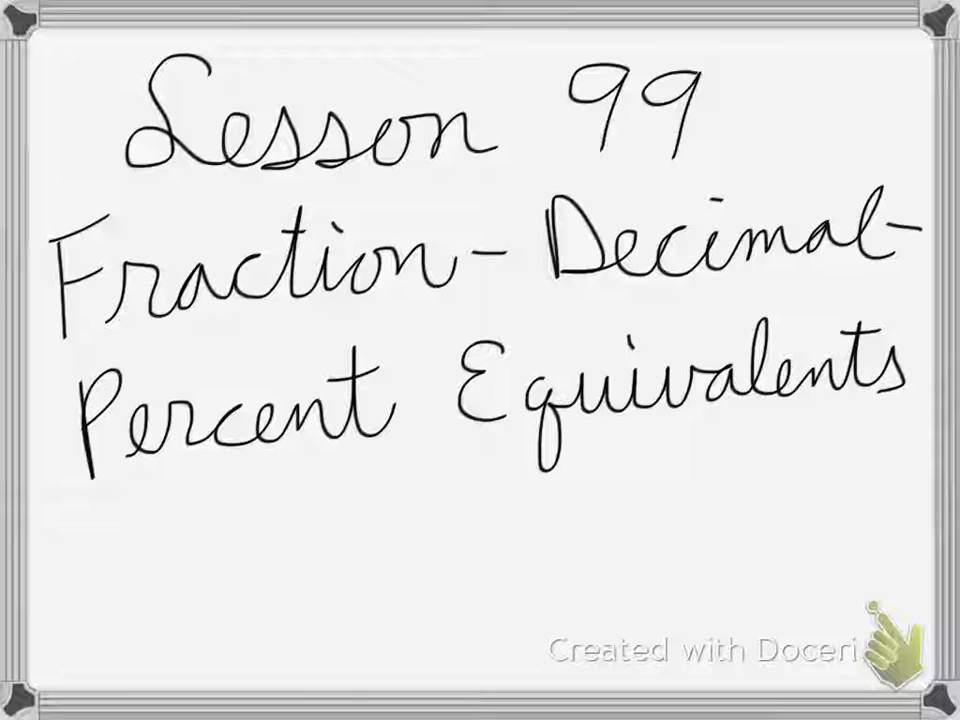 Lesson 99
Fraction - Decimal -
Percent Equivalents
Created with Doceri